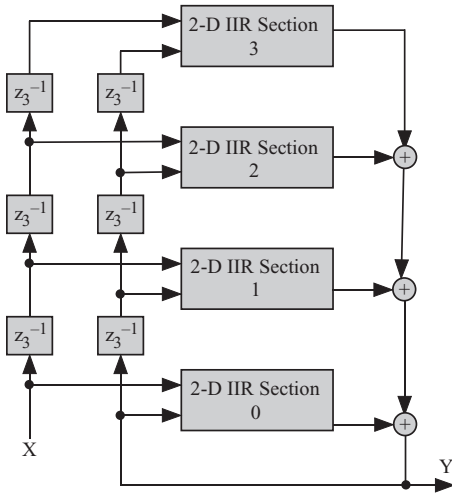 2-D IIR Section
3
z₃⁻¹ z₃⁻¹
2-D IIR Section
2
+
z₃⁻¹ z₃⁻¹
2-D IIR Section
1
+
z₃⁻¹ z₃⁻¹
2-D IIR Section
0
+
X
Y